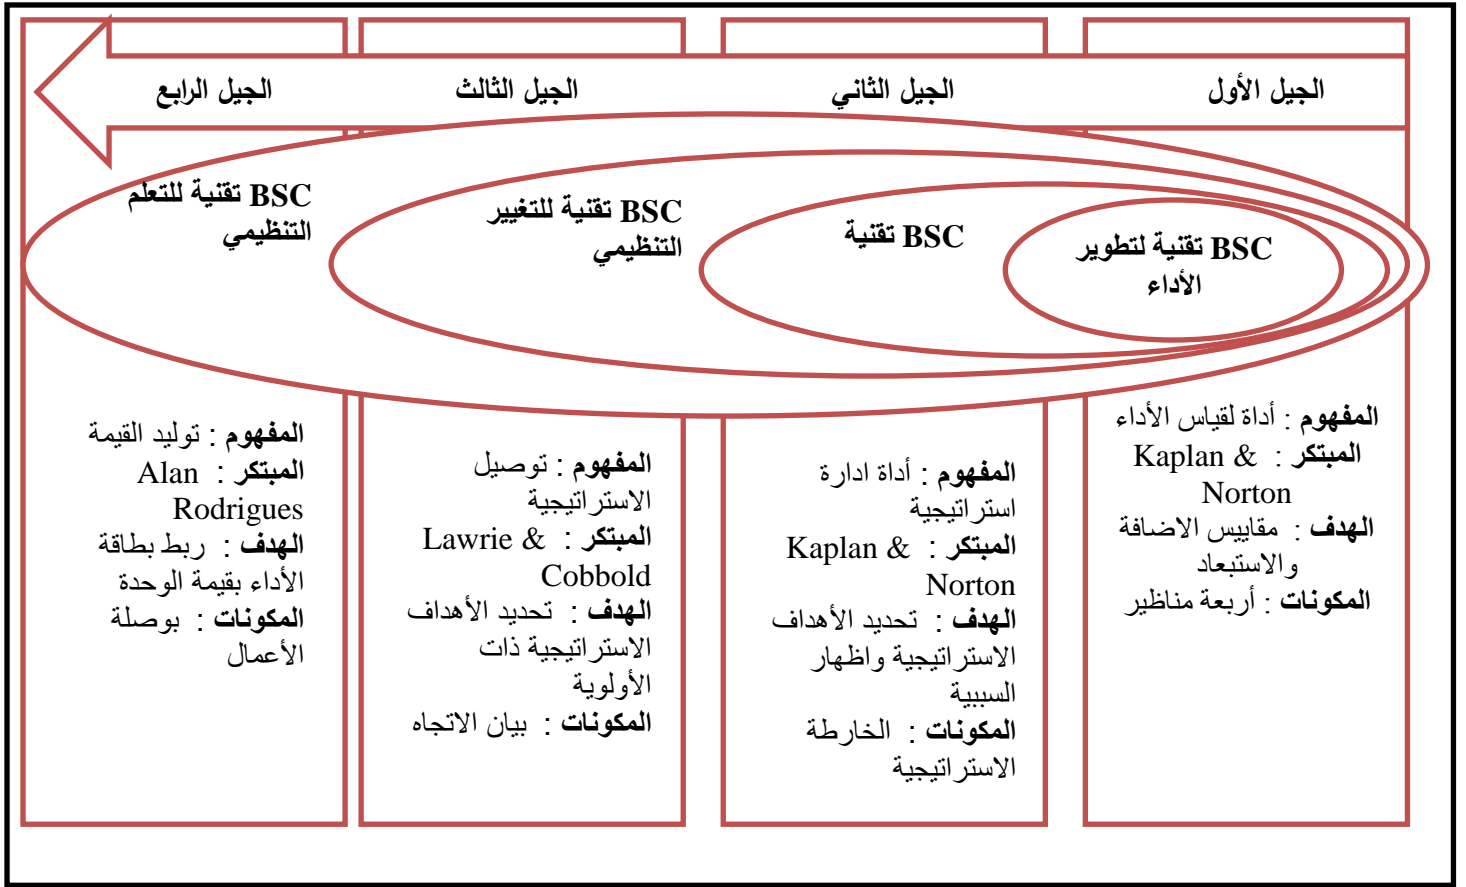 الجيل الأول
الجيل الثاني
الجيل الثالث
الجيل الرابع
BSC تقنية لتطوير
الأداء
BSC تقنية
BSC تقنية للتغيير
التنظيمي
BSC تقنية للتعلم
التنظيمي
المفهوم : أداة لقياس الأداء
المبتكر : Kaplan &
Norton
الهدف : مقاييس الاضافة
والاستبعاد
المكونات : أربعة مناظير
المفهوم : أداة ادارة
استراتيجية
المبتكر : Kaplan &
Norton
الهدف : تحديد الأهداف
الاستراتيجية واظهار
السببية
المكونات : الخارطة
الاستراتيجية
المفهوم : توصيل
الاستراتيجية
المبتكر : Lawrie &
Cobbold
الهدف : تحديد الأهداف
الاستراتيجية ذات
الأولوية
المكونات : بيان الاتجاه
المفهوم : توليد القيمة
المبتكر : Alan
Rodrigues
الهدف : ربط بطاقة
الأداء بقيمة الوحدة
المكونات : بوصلة
الأعمال